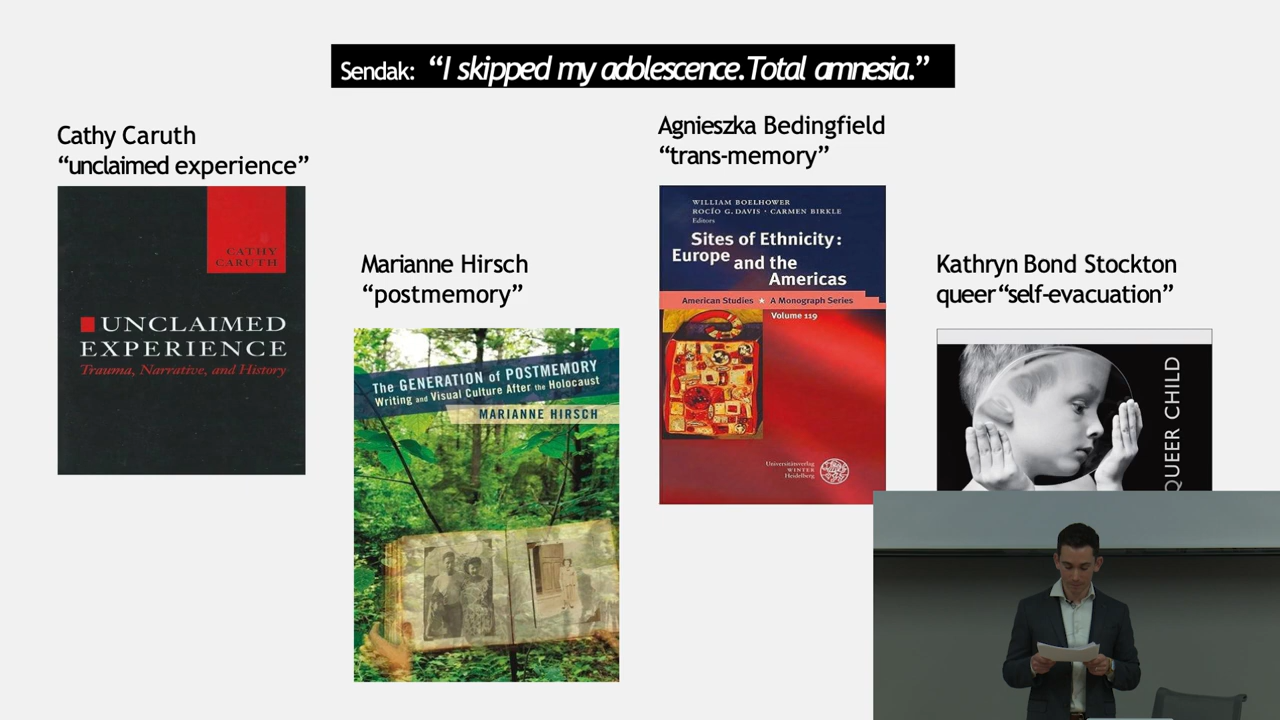 Sendak: “I skipped my adolescence. Total amnesia.”
Cathy Caruth
“unclaimed experience”
CATHY
CARUTH
UNCLAIMED
EXPERIENCE
Trauma, Narrative, and History
Marianne Hirsch
“postmemory”
The GENERATION of POSTMEMORY
Writing and Visual Culture After the Holocaust
MARIANNE HIRSCH
Agnieszka Bedingfield
“trans-memory”
WILLIAM BOELHOWER
ROCÍO G. DAVIS · CARMEN BIRKLE
Editors
Sites of Ethnicity:
Europe and the
Americas
American Studies ★ A Monograph Series
Volume 119
Universitätsverlag
WINTER
Heidelberg
Kathryn Bond Stockton
queer “self-evacuation”
QUEER CHILD